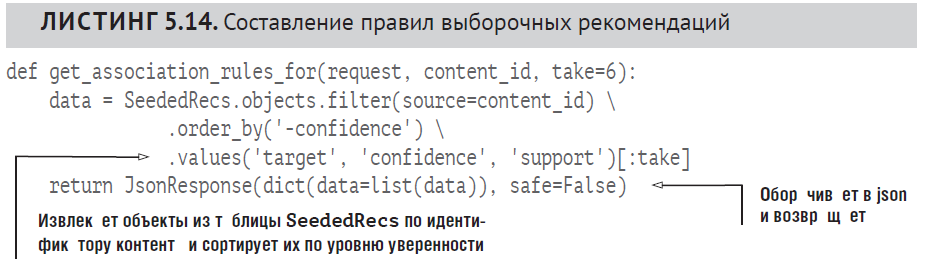 ЛИСТИНГ 5.14. Составление правил выборочных рекомендаций
def get_association_rules_for(request, content_id, take=6):
    data = SeededRecs.objects.filter(source=content_id) \
               .order_by('-confidence') \
               .values('target', 'confidence', 'support')[:take]
    return JsonResponse(dict(data=list(data)), safe=False)
Обор чив ет в json
и возвр щ ет
Извлек ет объекты из т блицы SeededRecs по иденти-
фик тору контент  и сортирует их по уровню уверенности